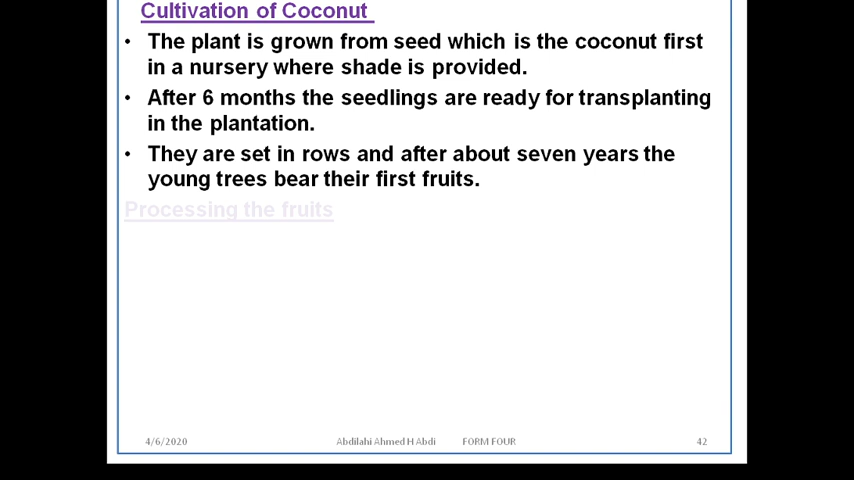 Cultivation of Coconut
• The plant is grown from seed which is the coconut first
in a nursery where shade is provided.
• After 6 months the seedlings are ready for transplanting
in the plantation.
• They are set in rows and after about seven years the
young trees bear their first fruits.
Processing the fruits
4/6/2020 Abdilahi Ahmed H Abdi FORM FOUR 42